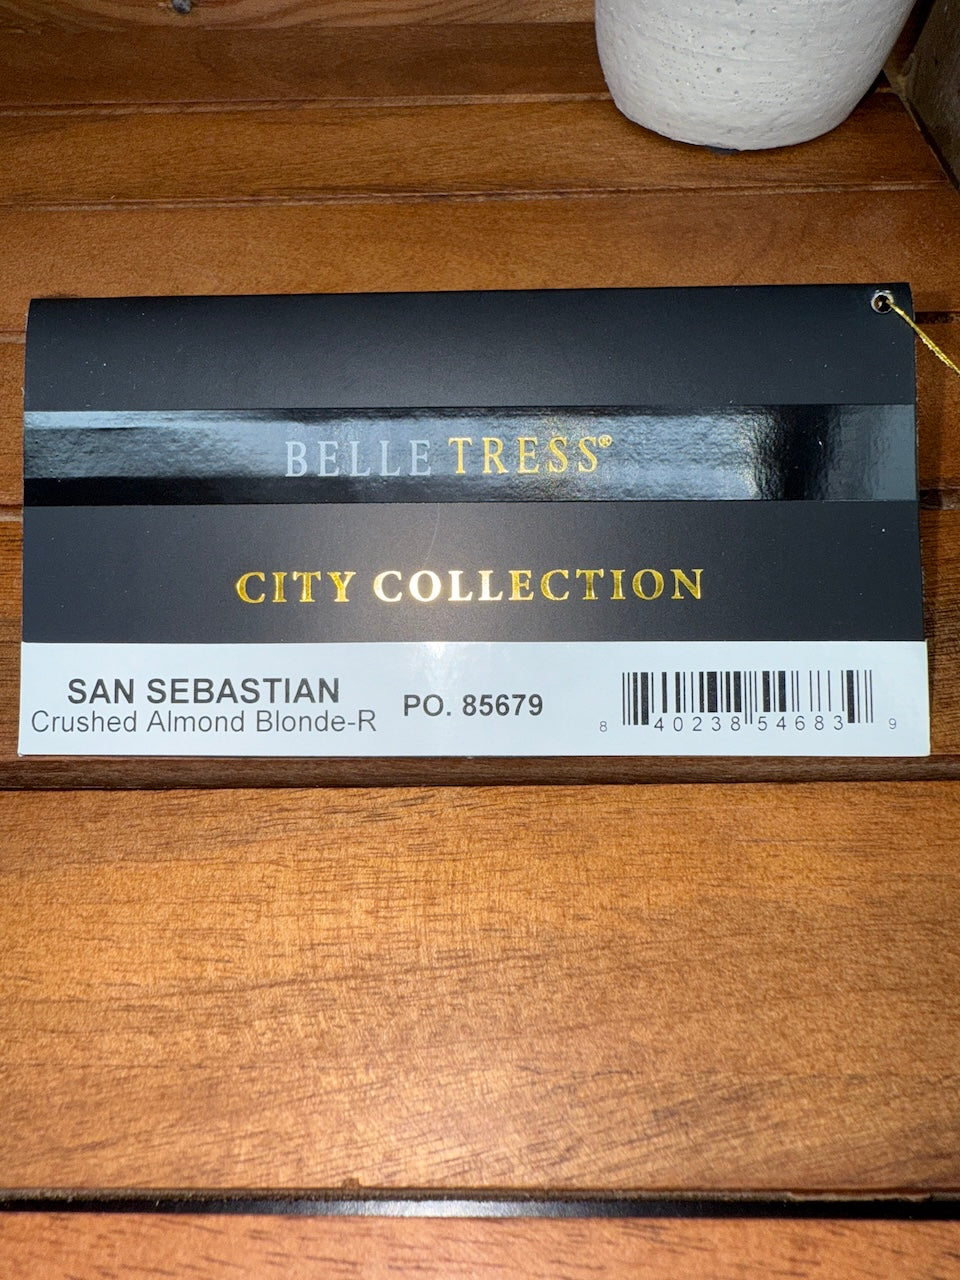 BELLE TRESS®
CITY COLLECTION
SAN SEBASTIAN
Crushed Almond Blonde-R
PO. 85679
8 40238 54683 9